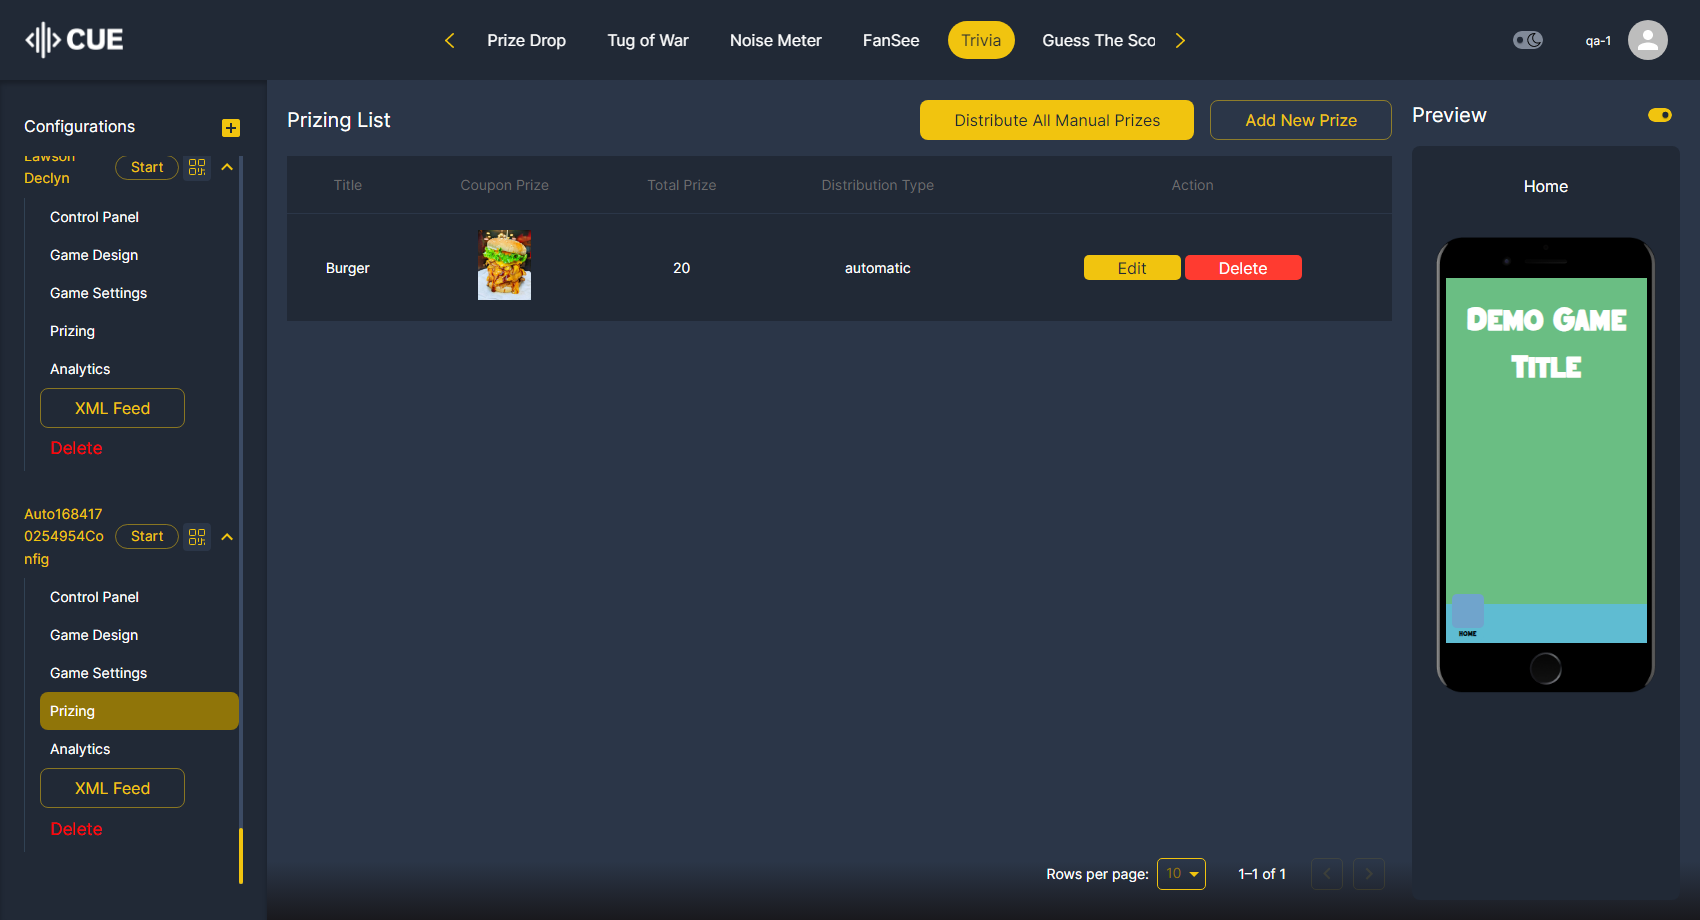 CUE
Prize Drop
Tug of War
Noise Meter
FanSee
Trivia
Guess The Sco
qa-1
Configurations
Lawson
Declyn
Start
Control Panel
Game Design
Game Settings
Prizing
Analytics
XML Feed
Delete
Auto168417
0254954Co
nfig
Start
Control Panel
Game Design
Game Settings
Prizing
Analytics
XML Feed
Delete
Prizing List
Distribute All Manual Prizes
Add New Prize
Title
Coupon Prize
Total Prize
Distribution Type
Action
Burger
20
automatic
Edit
Delete
Rows per page:
10
1–1 of 1
Preview
Home
Demo Game
Title
HOME